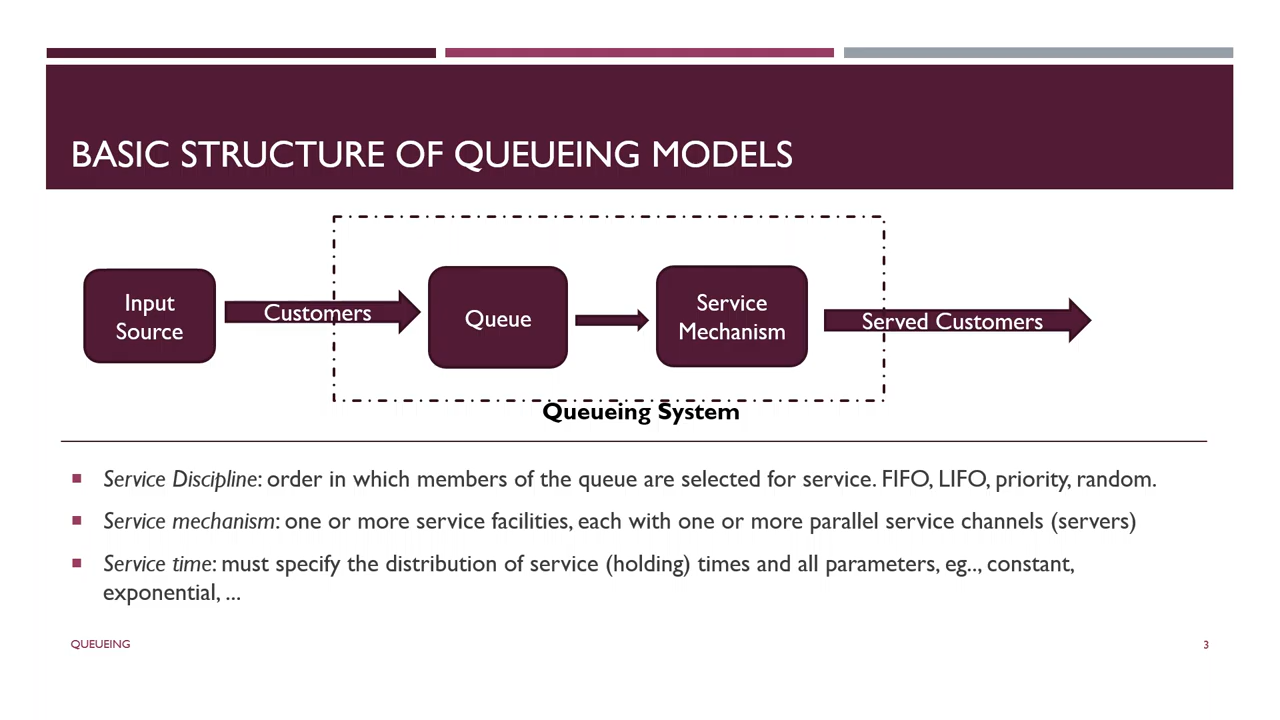 BASIC STRUCTURE OF QUEUEING MODELS
Input
Source
Customers
Queue
Service
Mechanism
Served Customers
Queueing System
Service Discipline: order in which members of the queue are selected for service. FIFO, LIFO, priority, random.
Service mechanism: one or more service facilities, each with one or more parallel service channels (servers)
Service time: must specify the distribution of service (holding) times and all parameters, eg.., constant,
exponential, ...
QUEUEING
3